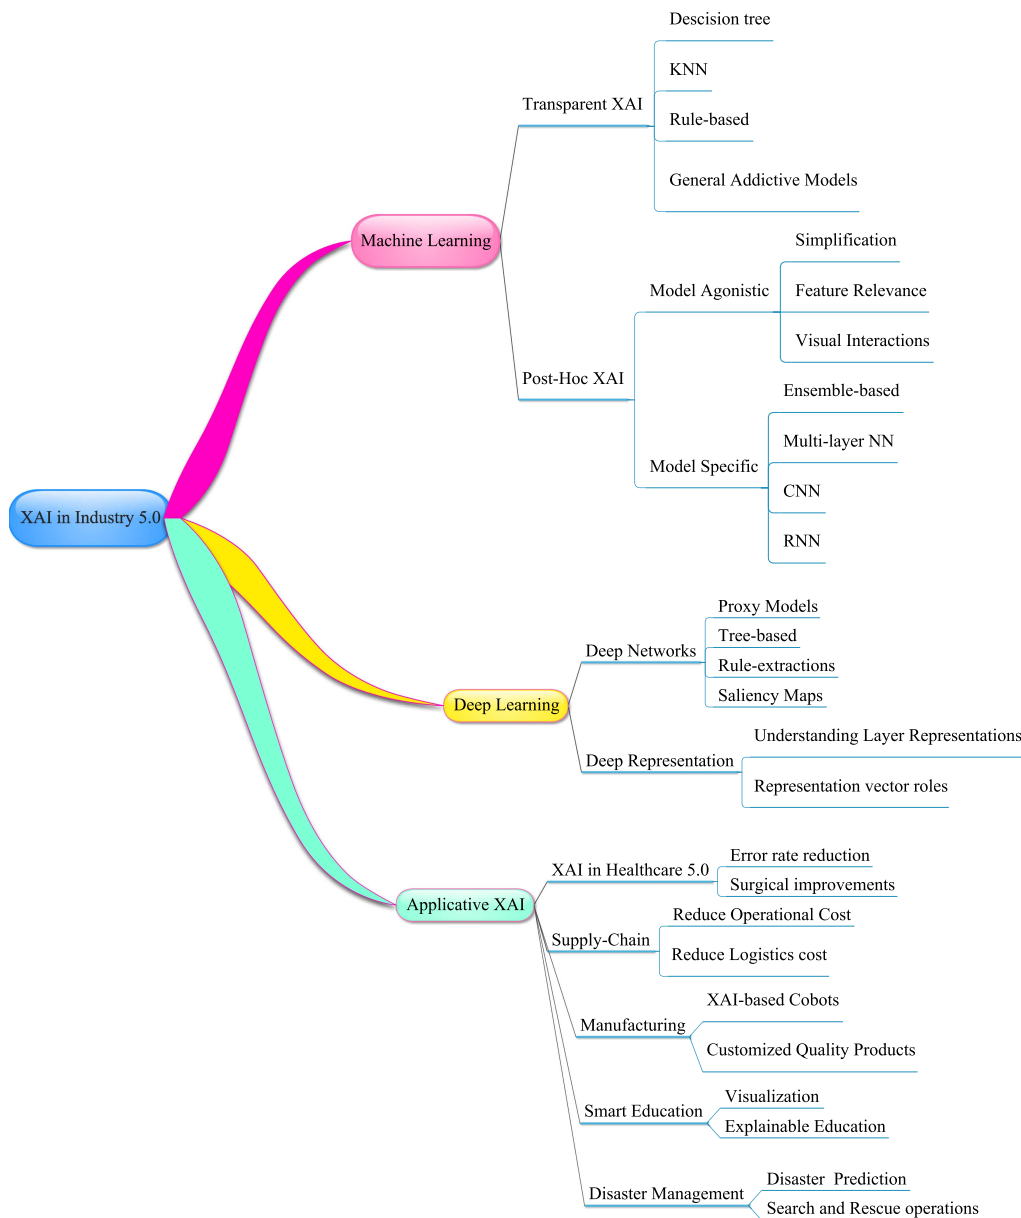 XAI in Industry 5.0
Machine Learning
Transparent XAI
Descision tree
KNN
Rule-based
General Addictive Models
Post-Hoc XAI
Model Agonistic
Simplification
Feature Relevance
Visual Interactions
Model Specific
Ensemble-based
Multi-layer NN
CNN
RNN
Deep Learning
Deep Networks
Proxy Models
Tree-based
Rule-extractions
Saliency Maps
Deep Representation
Understanding Layer Representations
Representation vector roles
Applicative XAI
XAI in Healthcare 5.0
Error rate reduction
Surgical improvements
Supply-Chain
Reduce Operational Cost
Reduce Logistics cost
Manufacturing
XAI-based Cobots
Customized Quality Products
Smart Education
Visualization
Explainable Education
Disaster Management
Disaster Prediction
Search and Rescue operations